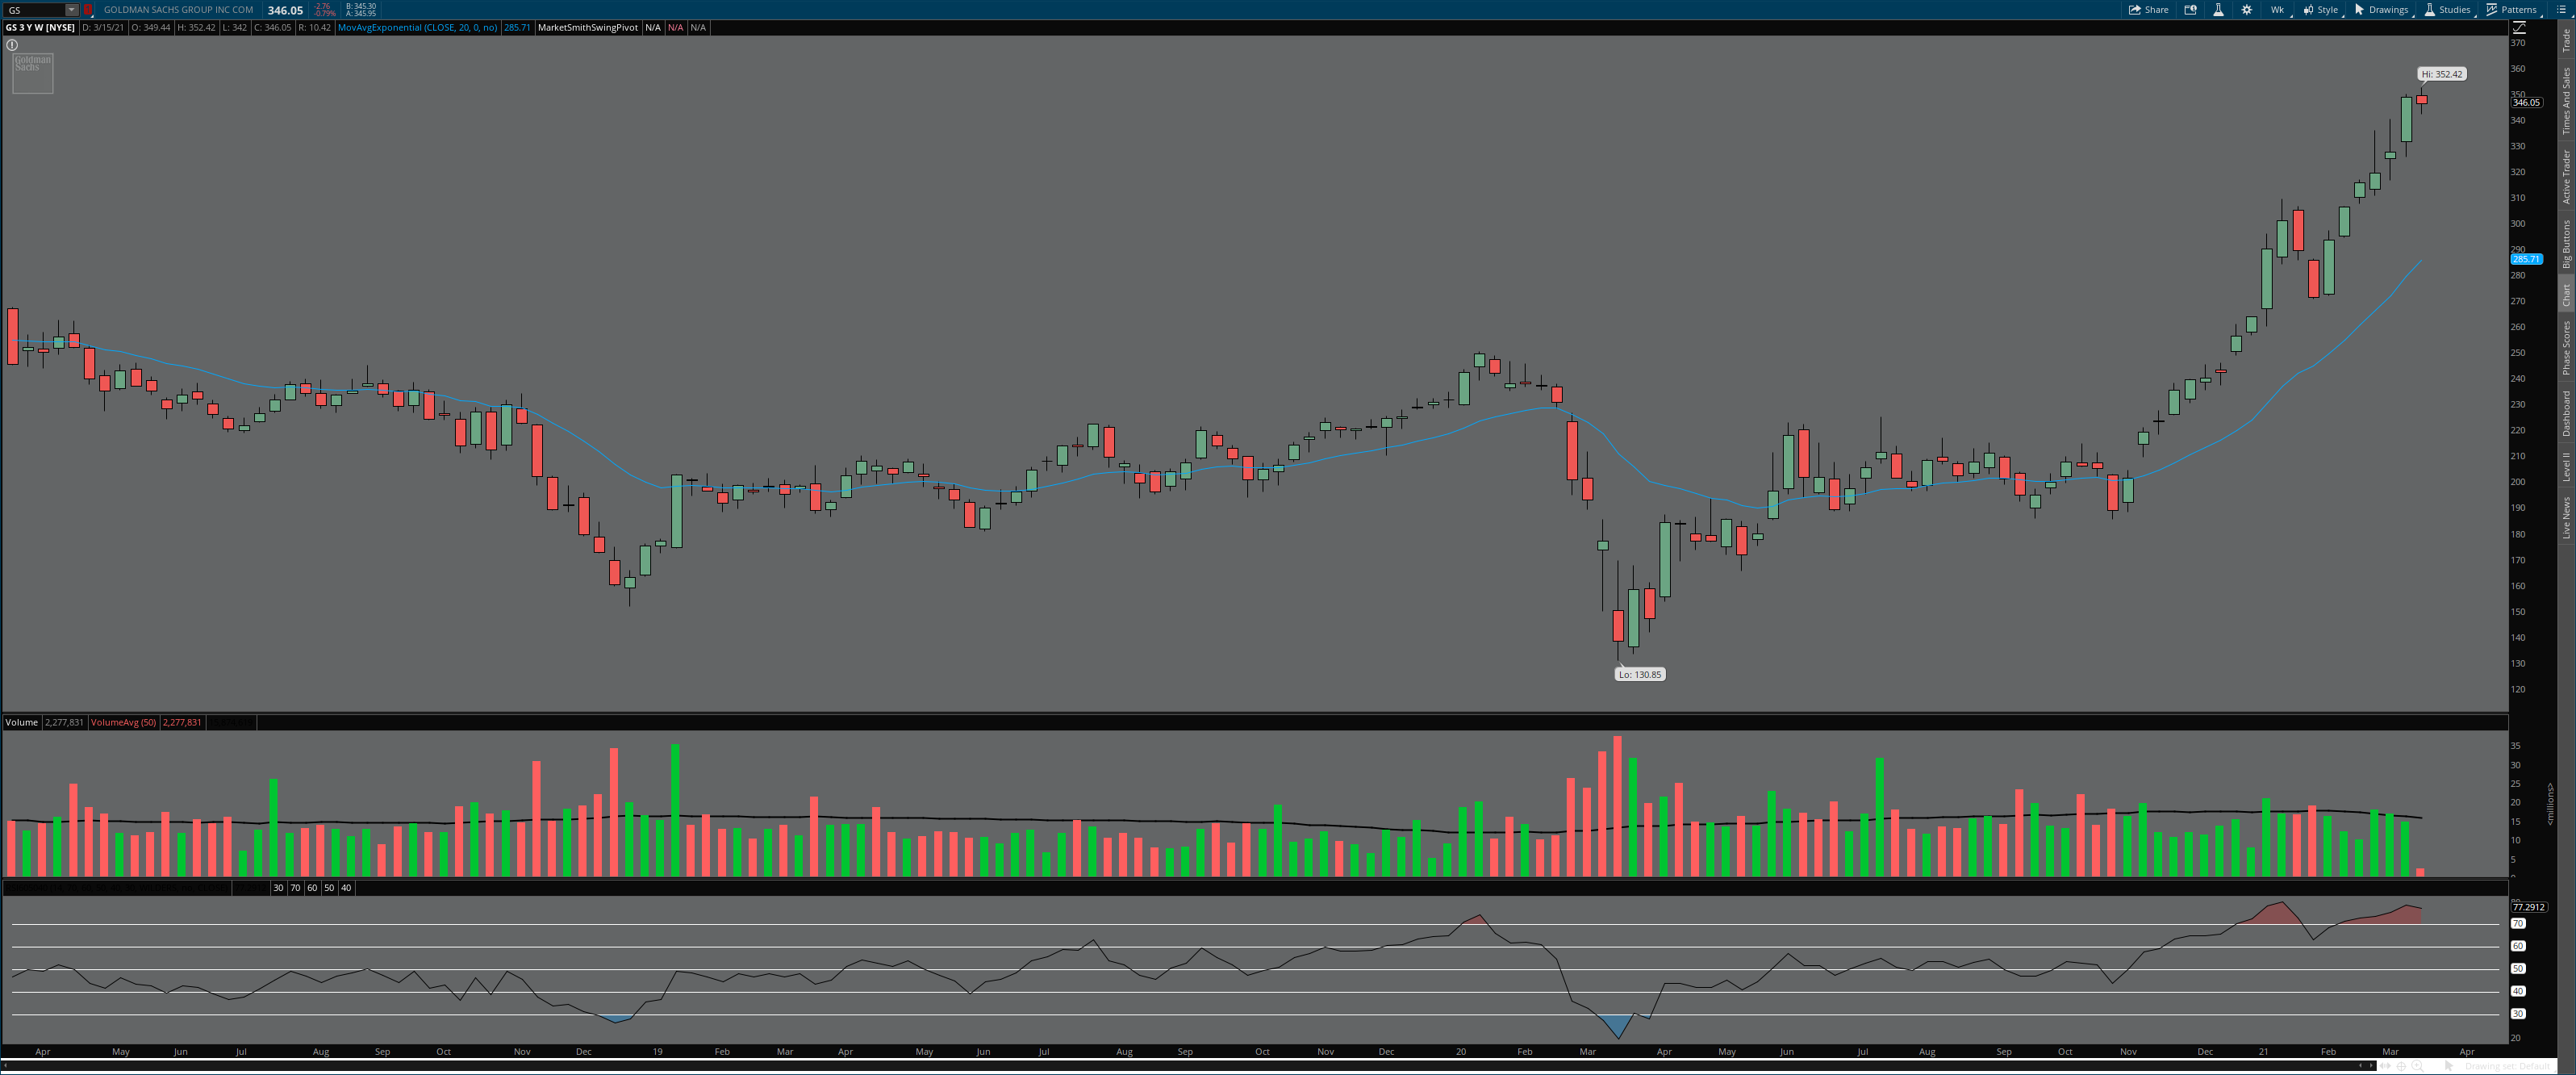 GS GOLDMAN SACHS GROUP INC COM 346.05 -2.76 -0.79% B: 345.30 A: 345.95 Share Wk Style Drawings Studies Patterns
GS 3 Y W [NYSE] D: 3/15/21 O: 349.44 H: 352.42 L: 342 C: 346.05 R: 10.42 MovAvgExponential (CLOSE, 20, 0, no) 285.71 MarketSmithSwingPivot N/A N/A N/A
Goldman
Sachs
Hi: 352.42
Lo: 130.85
370
360
350
346.05
340
330
320
310
300
290
285.71
280
270
260
250
240
230
220
210
200
190
180
170
160
150
140
130
120
Volume 2,277,831 VolumeAvg (50) 2,277,831
35
30
25
20
15
10
5
0
<millions>
30 70 60 50 40
80
77.2912
70
60
50
40
30
20
Apr May Jun Jul Aug Sep Oct Nov Dec 19 Feb Mar Apr May Jun Jul Aug Sep Oct Nov Dec 20 Feb Mar Apr May Jun Jul Aug Sep Oct Nov Dec 21 Feb Mar Apr
Drawing set: Default
Trade
Times And Sales
Active Trader
Big Buttons
Chart
Phase Scores
Dashboard
Level II
Live News